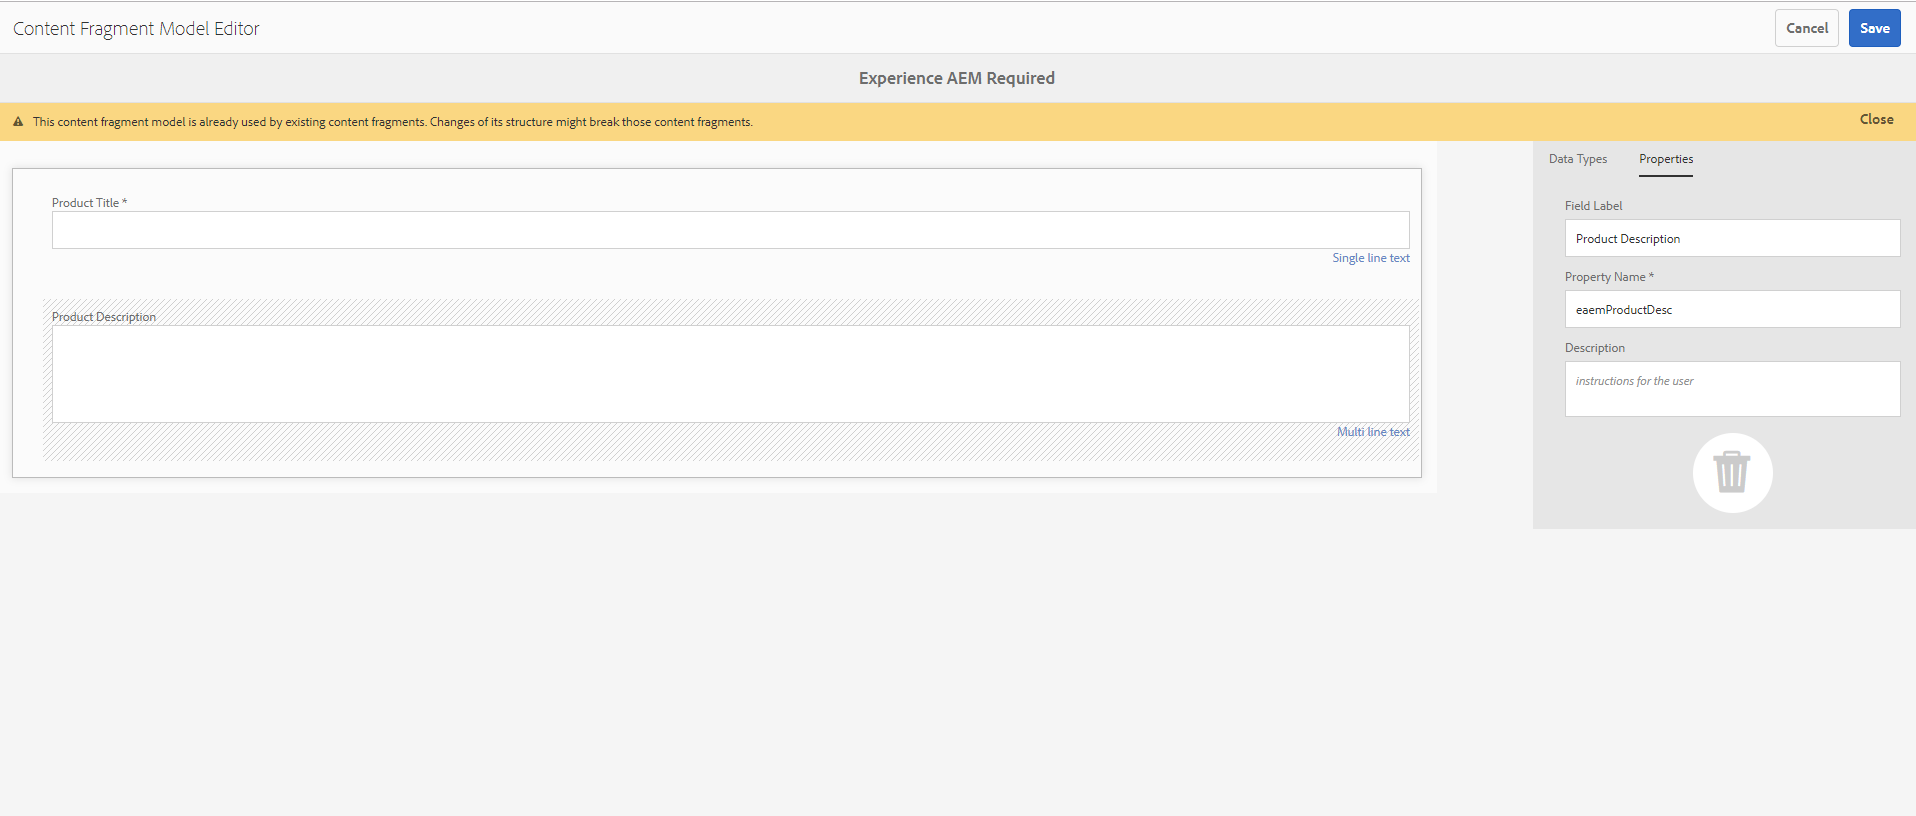 Content Fragment Model Editor
Cancel
Save
Experience AEM Required
This content fragment model is already used by existing content fragments. Changes of its structure might break those content fragments.
Close
Product Title *
Single line text
Product Description
Multi line text
Data Types
Properties
Field Label
Product Description
Property Name *
eaemProductDesc
Description
instructions for the user